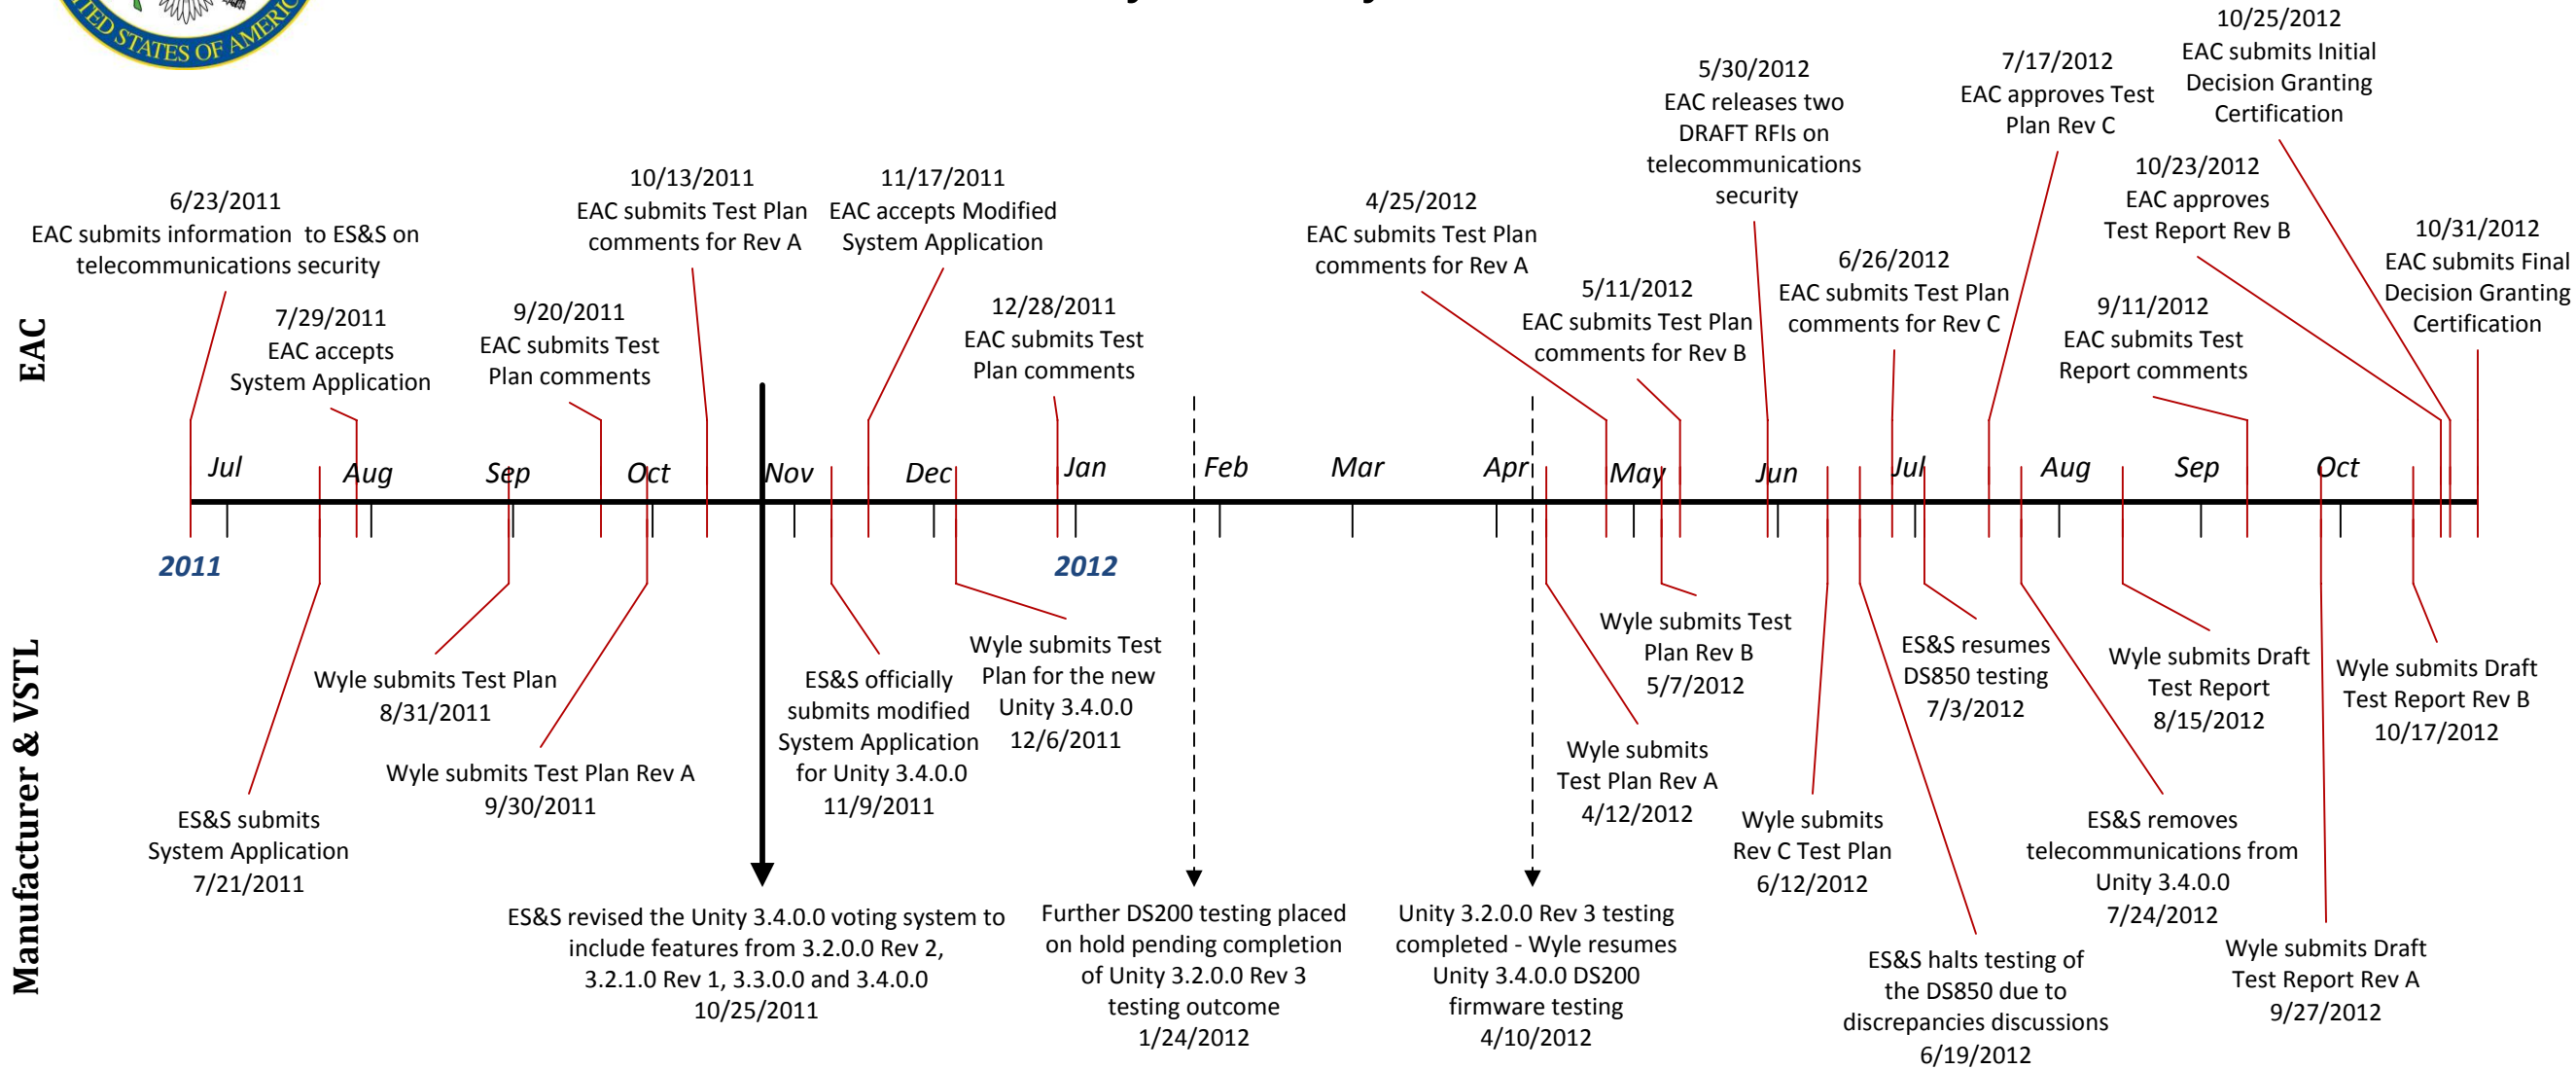 UNITED STATES OF AMERICA
10/25/2012
EAC submits Initial
Decision Granting
Certification
5/30/2012
EAC releases two
DRAFT RFIs on
telecommunications
security
7/17/2012
EAC approves Test
Plan Rev C
10/23/2012
EAC approves
Test Report Rev B
6/23/2011
EAC submits information to ES&S on
telecommunications security
10/13/2011
EAC submits Test Plan
comments for Rev A
11/17/2011
EAC accepts Modified
System Application
4/25/2012
EAC submits Test Plan
comments for Rev A
10/31/2012
EAC submits Final
Decision Granting
Certification
6/26/2012
EAC submits Test Plan
comments for Rev C
7/29/2011
EAC accepts
System Application
9/20/2011
EAC submits Test
Plan comments
12/28/2011
EAC submits Test
Plan comments
5/11/2012
EAC submits Test Plan
comments for Rev B
9/11/2012
EAC submits Test
Report comments
EAC
Jul Aug Sep Oct Nov Dec Jan Feb Mar Apr May Jun Jul Aug Sep Oct
2011 2012
Manufacturer & VSTL
Wyle submits Test Plan
8/31/2011
Wyle submits Test Plan Rev A
9/30/2011
ES&S submits
System Application
7/21/2011
ES&S officially
submits modified
System Application
for Unity 3.4.0.0
11/9/2011
Wyle submits Test
Plan for the new
Unity 3.4.0.0
12/6/2011
Wyle submits Test
Plan Rev B
5/7/2012
Wyle submits
Test Plan Rev A
4/12/2012
ES&S resumes
DS850 testing
7/3/2012
Wyle submits Draft
Test Report
8/15/2012
Wyle submits Draft
Test Report Rev B
10/17/2012
Wyle submits
Rev C Test Plan
6/12/2012
ES&S removes
telecommunications from
Unity 3.4.0.0
7/24/2012
ES&S revised the Unity 3.4.0.0 voting system to
include features from 3.2.0.0 Rev 2,
3.2.1.0 Rev 1, 3.3.0.0 and 3.4.0.0
10/25/2011
Further DS200 testing placed
on hold pending completion
of Unity 3.2.0.0 Rev 3
testing outcome
1/24/2012
Unity 3.2.0.0 Rev 3 testing
completed - Wyle resumes
Unity 3.4.0.0 DS200
firmware testing
4/10/2012
ES&S halts testing of
the DS850 due to
discrepancies discussions
6/19/2012
Wyle submits Draft
Test Report Rev A
9/27/2012